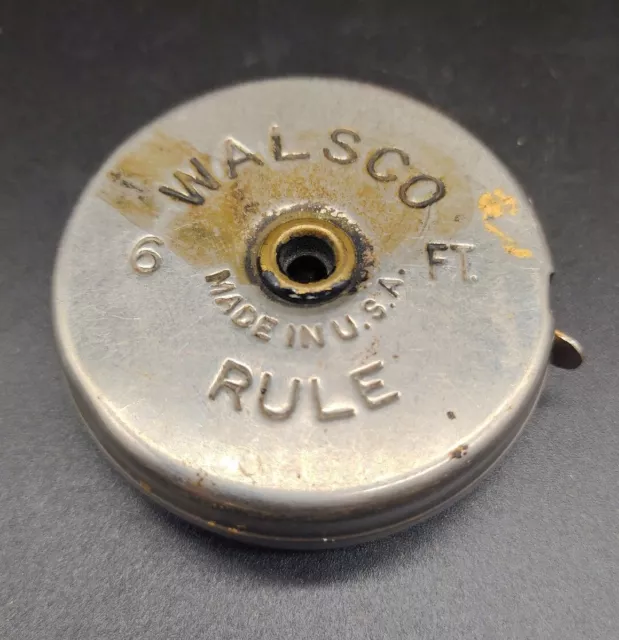 WALSCO
6 FT.
MADE IN U.S.A.
RULE